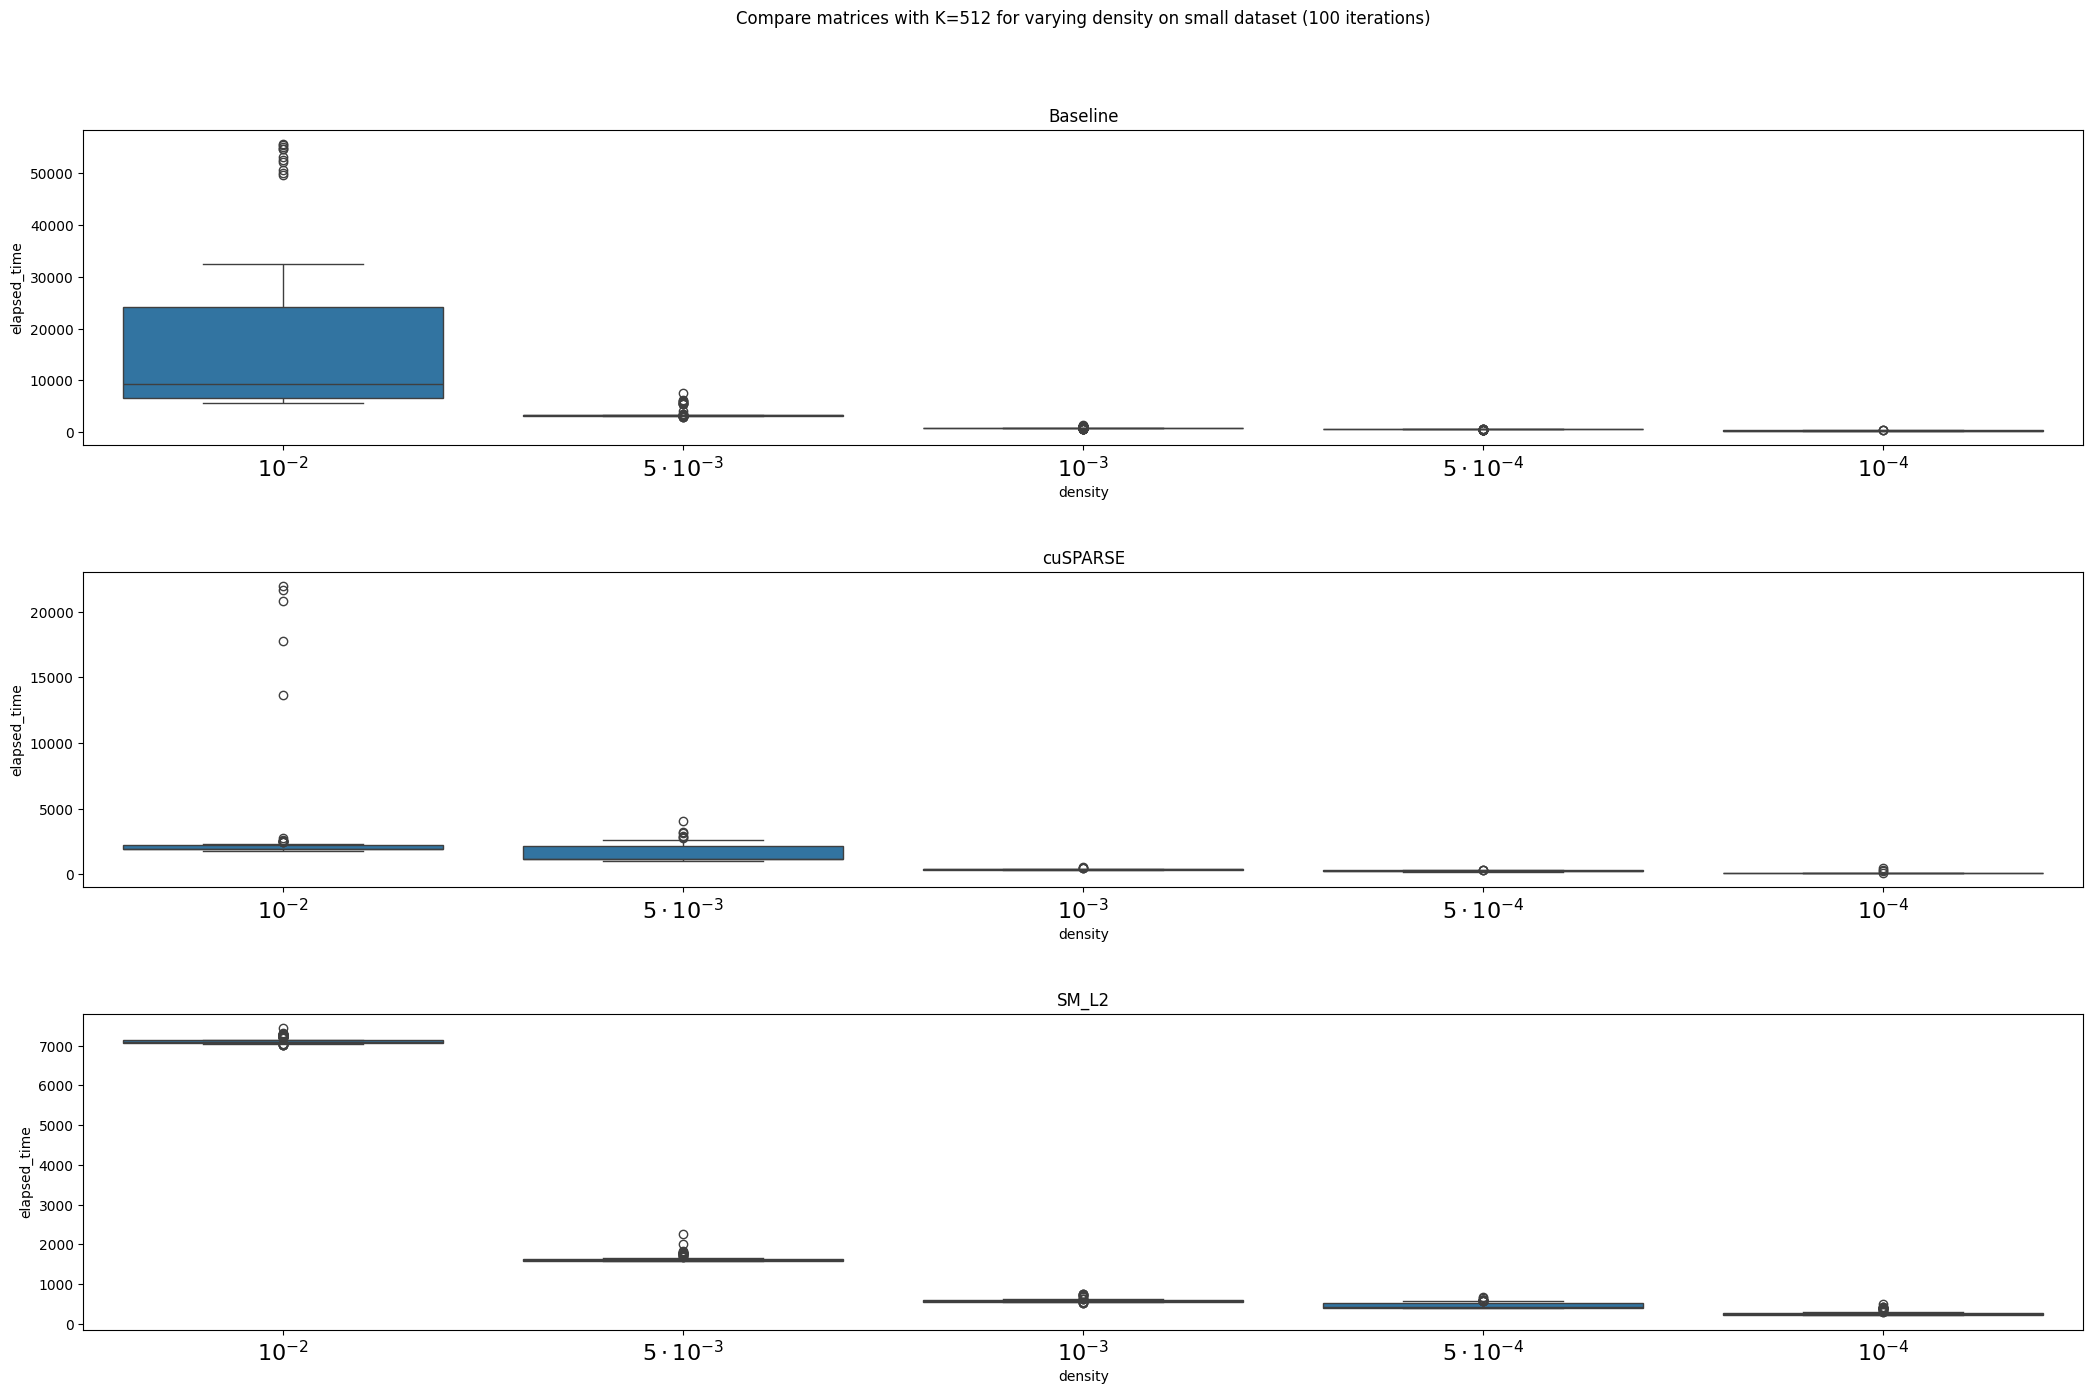 Compare matrices with K=512 for varying density on small dataset (100 iterations)
Baseline
elapsed_time
50000
40000
30000
20000
10000
0
10⁻² 5·10⁻³ 10⁻³ 5·10⁻⁴ 10⁻⁴
density
cuSPARSE
elapsed_time
20000
15000
10000
5000
0
10⁻² 5·10⁻³ 10⁻³ 5·10⁻⁴ 10⁻⁴
density
SM_L2
elapsed_time
7000
6000
5000
4000
3000
2000
1000
0
10⁻² 5·10⁻³ 10⁻³ 5·10⁻⁴ 10⁻⁴
density